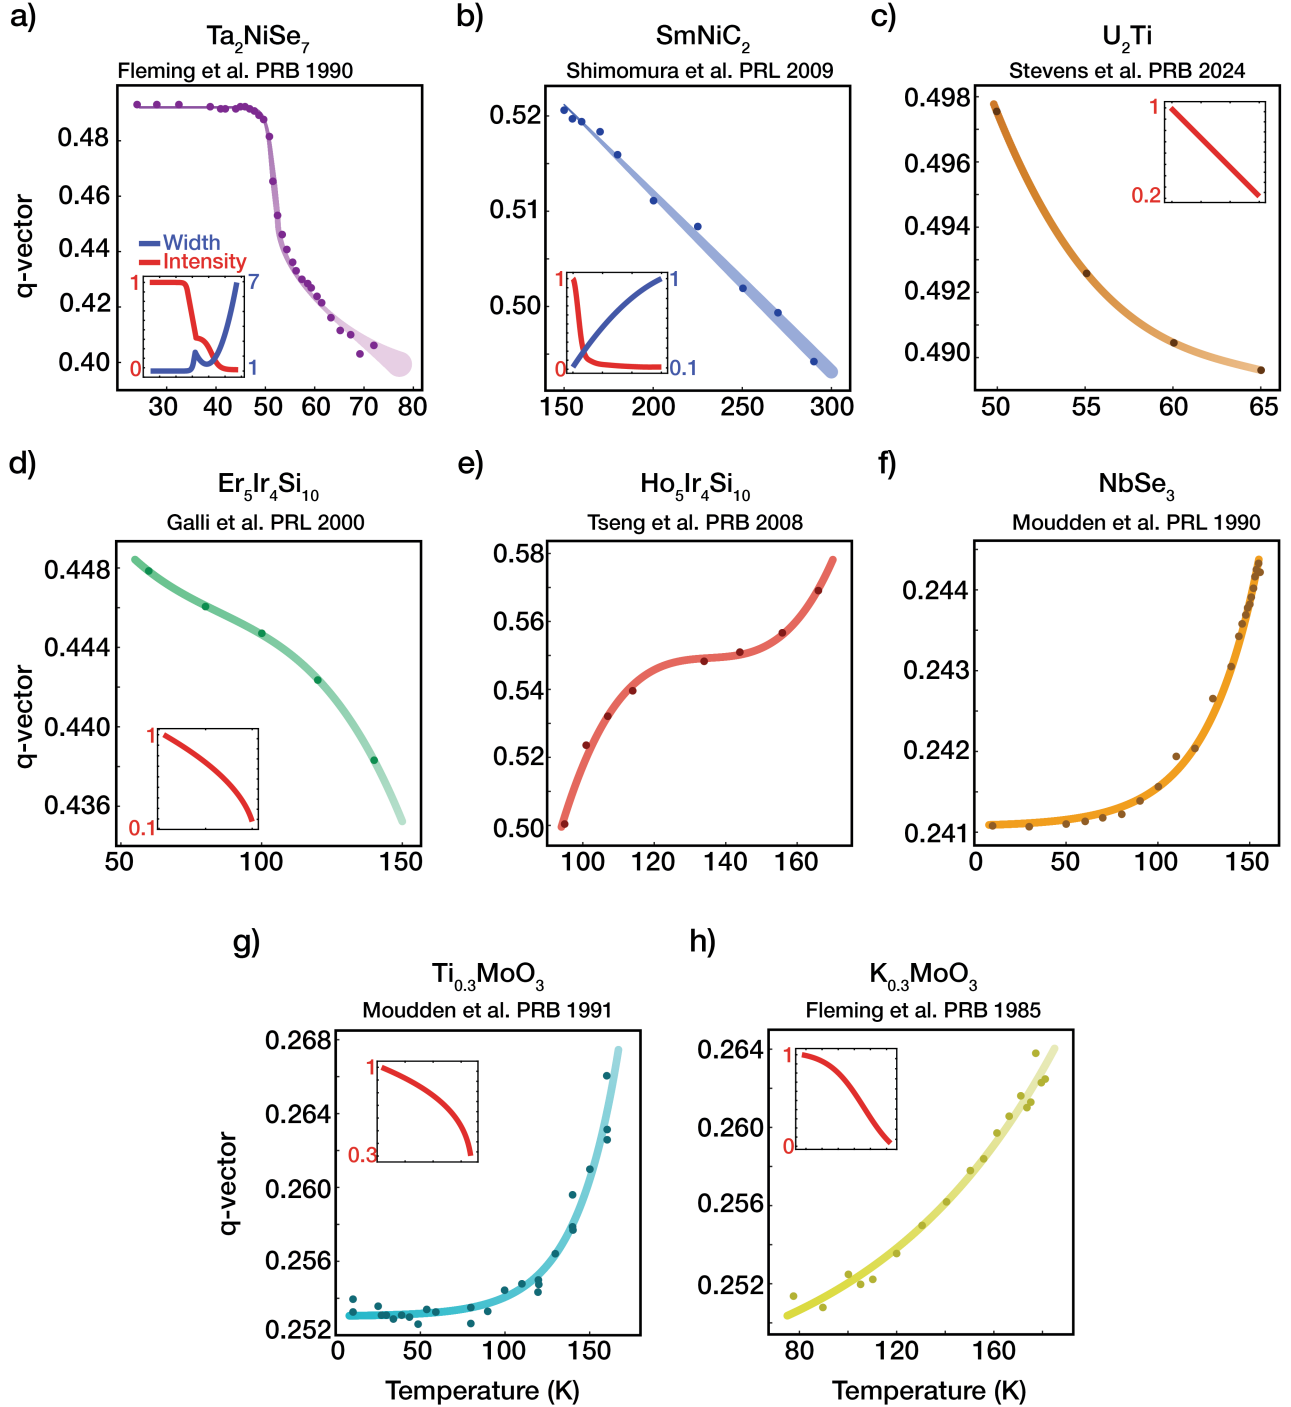 a)
Ta2NiSe7
Fleming et al. PRB 1990
q-vector
0.48
0.46
0.44
0.42
0.40
Width
Intensity
1
7
0
1
30 40 50 60 70 80
b)
SmNiC2
Shimomura et al. PRL 2009
0.52
0.51
0.50
1
1
0
0.1
150 200 250 300
c)
U2Ti
Stevens et al. PRB 2024
0.498
0.496
0.494
0.492
0.490
1
0.2
50 55 60 65
d)
Er5Ir4Si10
Galli et al. PRL 2000
q-vector
0.448
0.444
0.440
0.436
1
0.1
50 100 150
e)
Ho5Ir4Si10
Tseng et al. PRB 2008
0.58
0.56
0.54
0.52
0.50
100 120 140 160
f)
NbSe3
Moudden et al. PRL 1990
0.244
0.243
0.242
0.241
0 50 100 150
g)
Ti0.3MoO3
Moudden et al. PRB 1991
q-vector
0.268
0.264
0.260
0.256
0.252
1
0.3
0 50 100 150
Temperature (K)
h)
K0.3MoO3
Fleming et al. PRB 1985
0.264
0.260
0.256
0.252
1
0
80 120 160
Temperature (K)